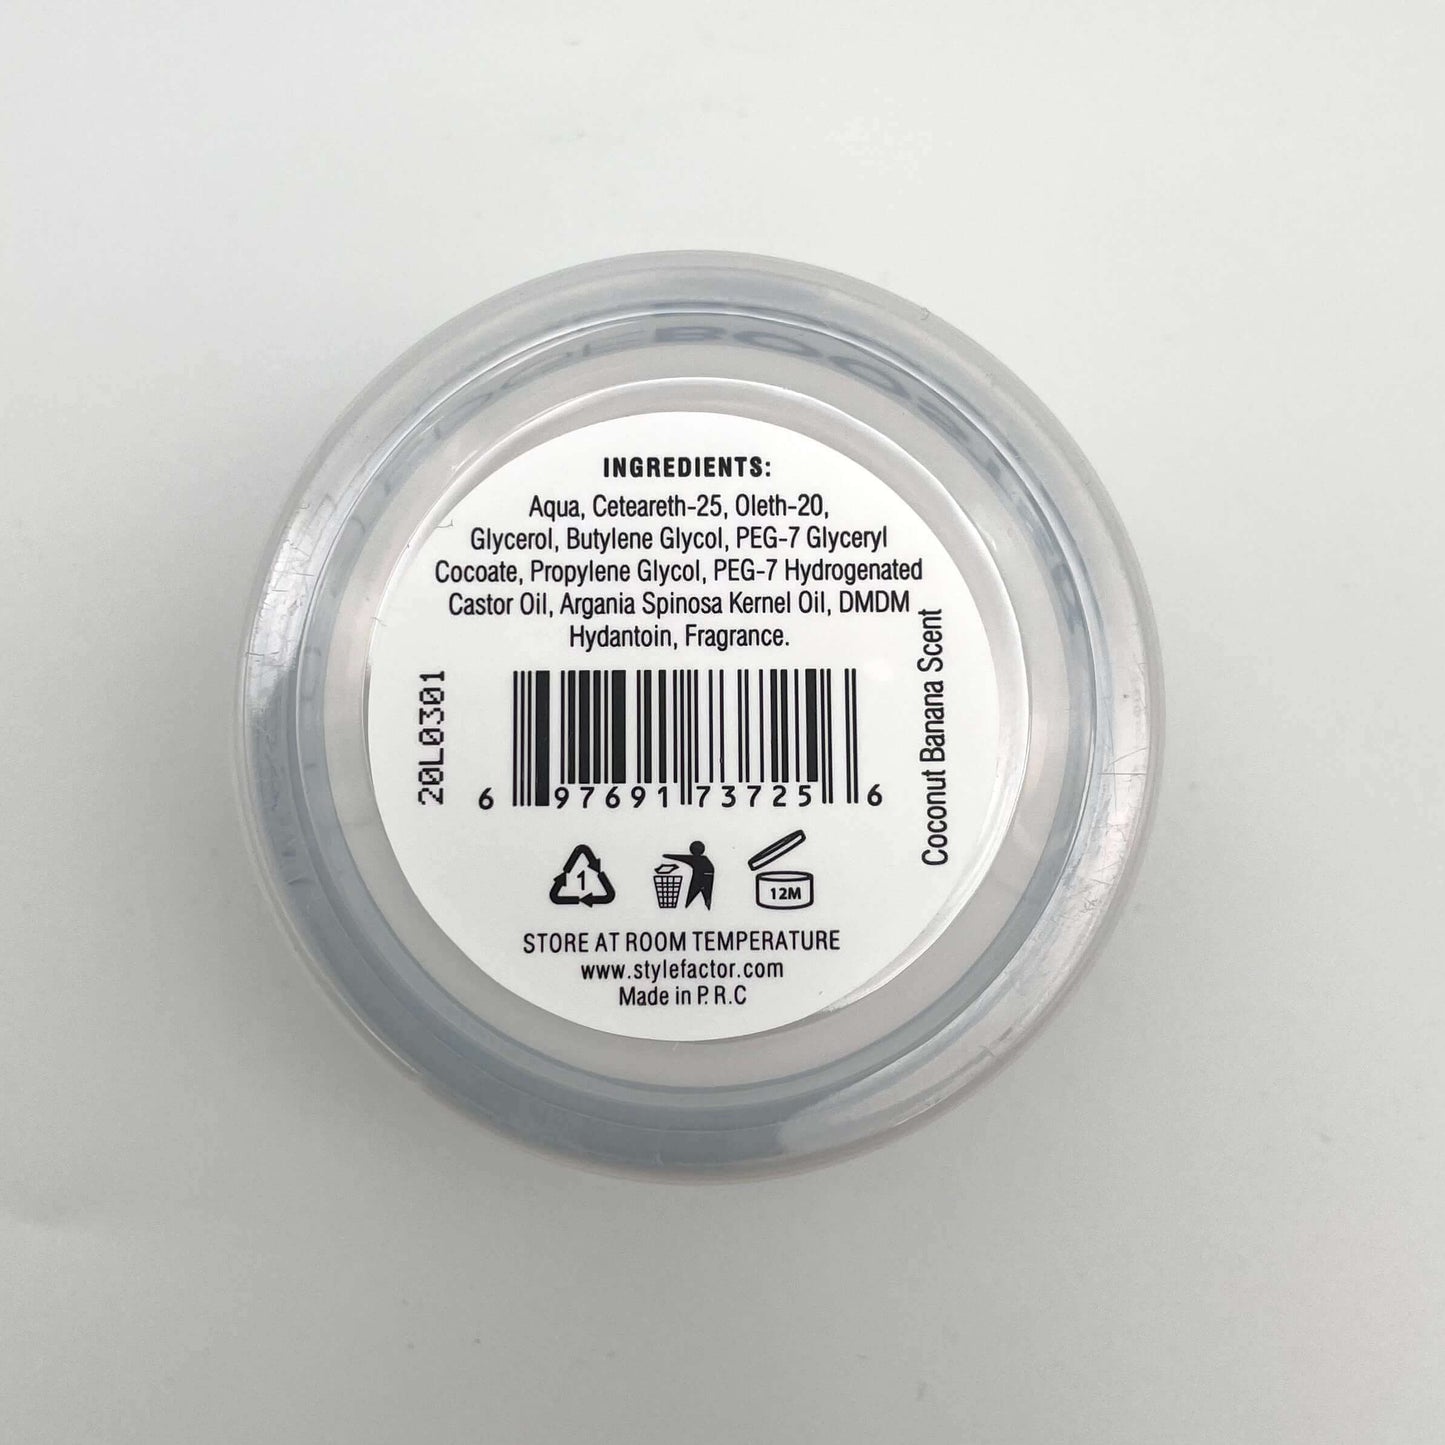 INGREDIENTS:
Aqua, Ceteareth-25, Oleth-20,
Glycerol, Butylene Glycol, PEG-7 Glyceryl
Cocoate, Propylene Glycol, PEG-7 Hydrogenated
Castor Oil, Argania Spinosa Kernel Oil, DMDM
Hydantoin, Fragrance.
Coconut Banana Scent
20L0301
6 97691 73725 6
1
12M
STORE AT ROOM TEMPERATURE
www.stylefactor.com
Made in P.R.C